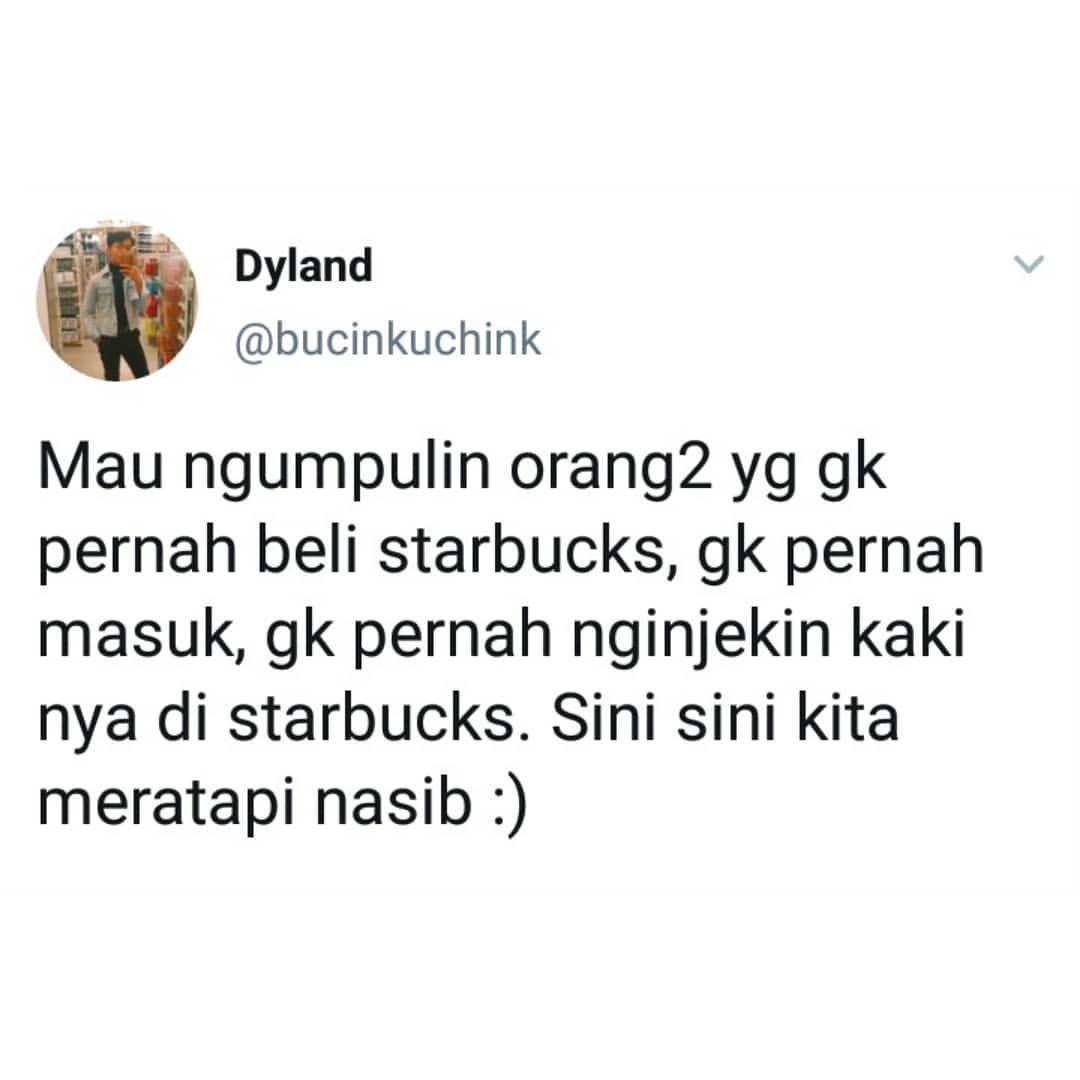 Dyland
@bucinkuchink
Mau ngumpulin orang2 yg gk
pernah beli starbucks, gk pernah
masuk, gk pernah nginjekin kaki
nya di starbucks. Sini sini kita
meratapi nasib :)